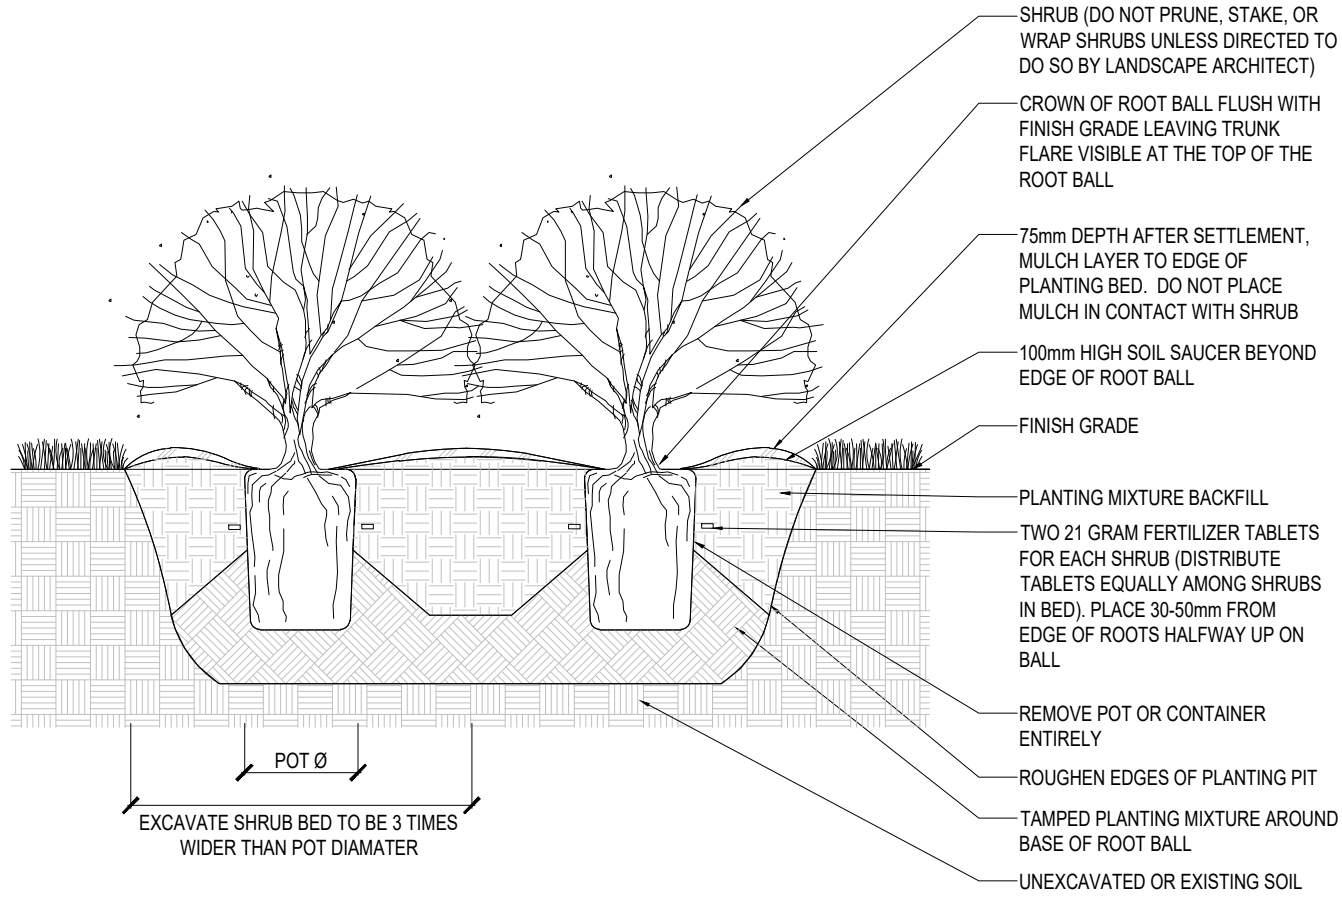 SHRUB (DO NOT PRUNE, STAKE, OR
WRAP SHRUBS UNLESS DIRECTED TO
DO SO BY LANDSCAPE ARCHITECT)
CROWN OF ROOT BALL FLUSH WITH
FINISH GRADE LEAVING TRUNK
FLARE VISIBLE AT THE TOP OF THE
ROOT BALL
75mm DEPTH AFTER SETTLEMENT,
MULCH LAYER TO EDGE OF
PLANTING BED. DO NOT PLACE
MULCH IN CONTACT WITH SHRUB
100mm HIGH SOIL SAUCER BEYOND
EDGE OF ROOT BALL
FINISH GRADE
PLANTING MIXTURE BACKFILL
TWO 21 GRAM FERTILIZER TABLETS
FOR EACH SHRUB (DISTRIBUTE
TABLETS EQUALLY AMONG SHRUBS
IN BED). PLACE 30-50mm FROM
EDGE OF ROOTS HALFWAY UP ON
BALL
REMOVE POT OR CONTAINER
ENTIRELY
ROUGHEN EDGES OF PLANTING PIT
TAMPED PLANTING MIXTURE AROUND
BASE OF ROOT BALL
UNEXCAVATED OR EXISTING SOIL
POT Ø
EXCAVATE SHRUB BED TO BE 3 TIMES
WIDER THAN POT DIAMATER